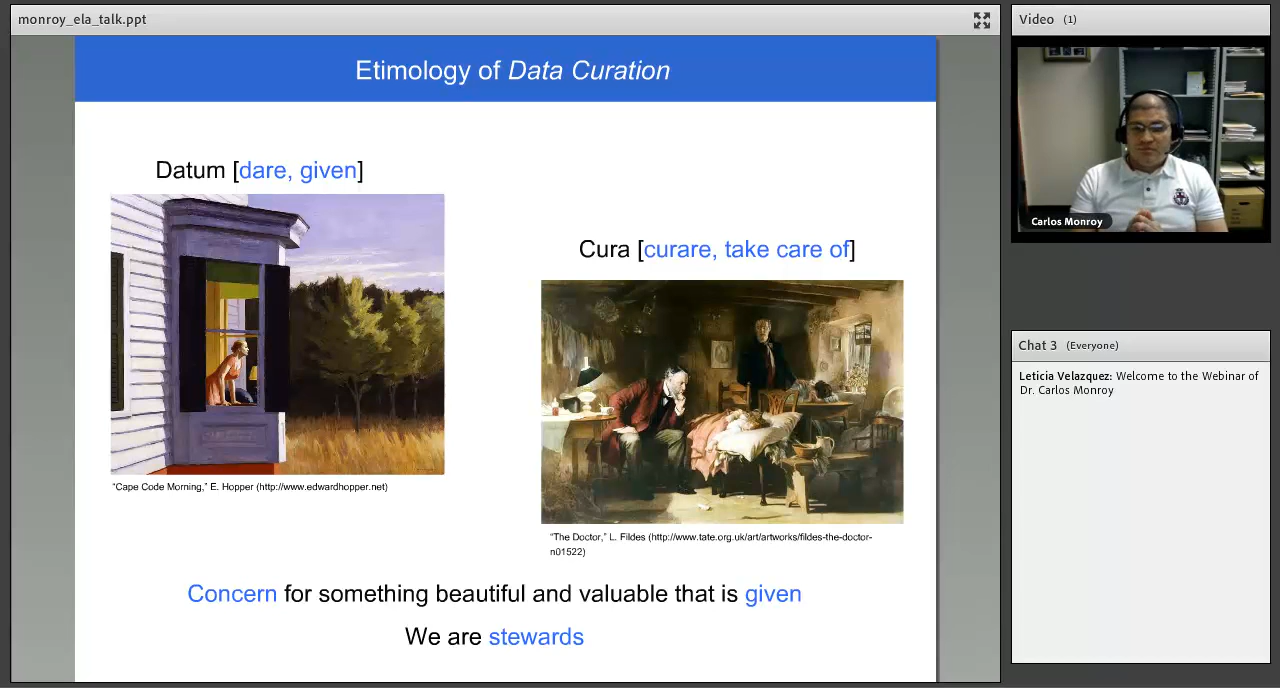 monroy_ela_talk.ppt
Etimology of Data Curation
Datum [dare, given]
"Cape Code Morning," E. Hopper (http://www.edwardhopper.net)
Cura [curare, take care of]
"The Doctor," L. Fildes (http://www.tate.org.uk/art/artworks/fildes-the-doctor-
n01522)
Concern for something beautiful and valuable that is given
We are stewards
Video (1)
Carlos Monroy
Chat 3 (Everyone)
Leticia Velazquez: Welcome to the Webinar of
Dr. Carlos Monroy